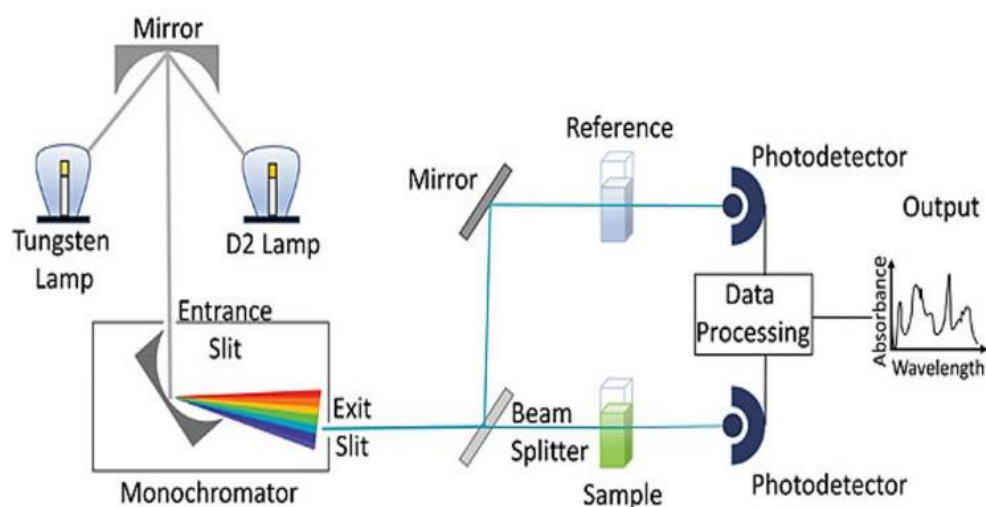 Mirror
Tungsten
Lamp
D2 Lamp
Entrance
Slit
Exit
Slit
Monochromator
Mirror
Beam
Splitter
Reference
Sample
Photodetector
Photodetector
Data
Processing
Output
Absorbance
Wavelength